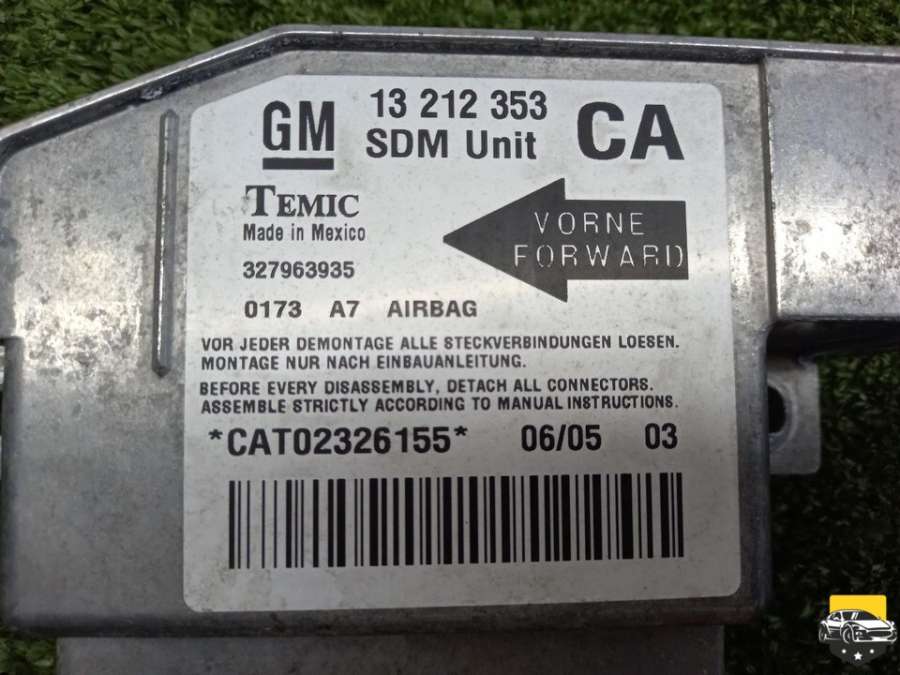 GM 13 212 353 CA
SDM Unit
TEMIC
Made in Mexico
VORNE
FORWARD
327963935
0173 A7 AIRBAG
VOR JEDER DEMONTAGE ALLE STECKVERBINDUNGEN LOESEN.
MONTAGE NUR NACH EINBAUANLEITUNG.
BEFORE EVERY DISASSEMBLY, DETACH ALL CONNECTORS.
ASSEMBLE STRICTLY ACCORDING TO MANUAL INSTRUCTIONS.
*CAT02326155* 06/05 03